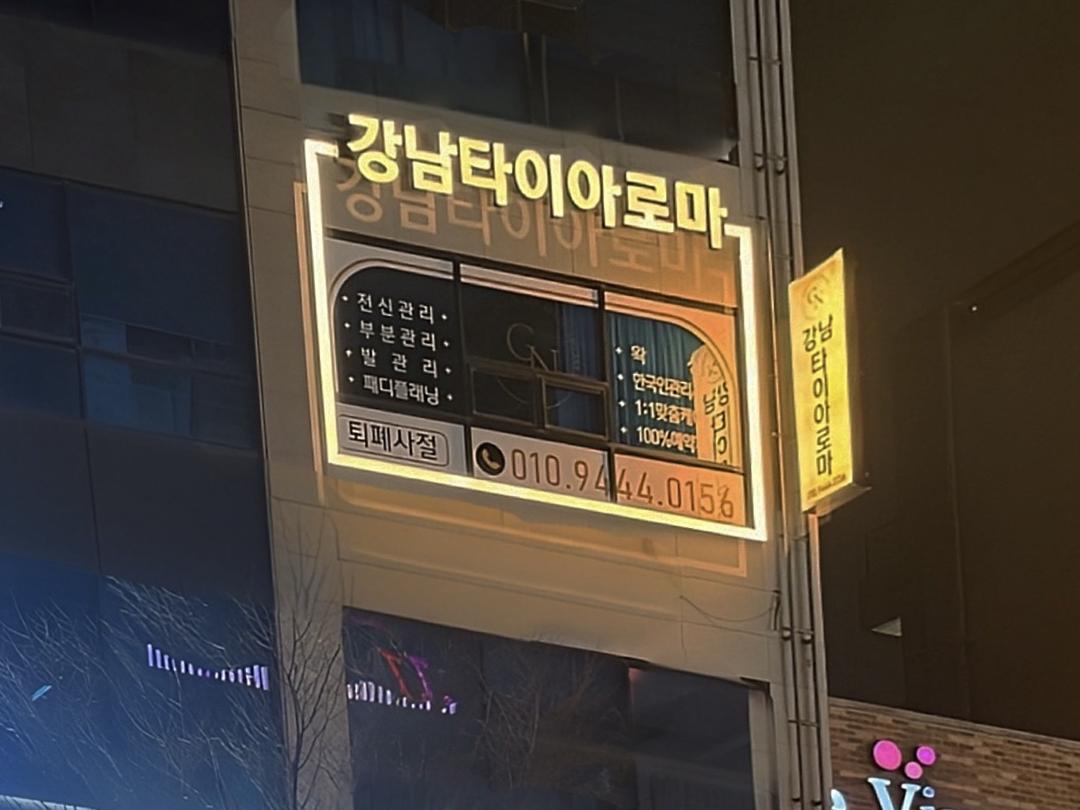 강남타이아로마
• 전신관리 •
• 부분관리 •
• 발 관 리 •
• 패디플래닝 •
GN
• 왁
• 한국인관리
• 1:1맞춤케
• 100%예약
퇴폐사절
010.9444.0156
강남타이아로마